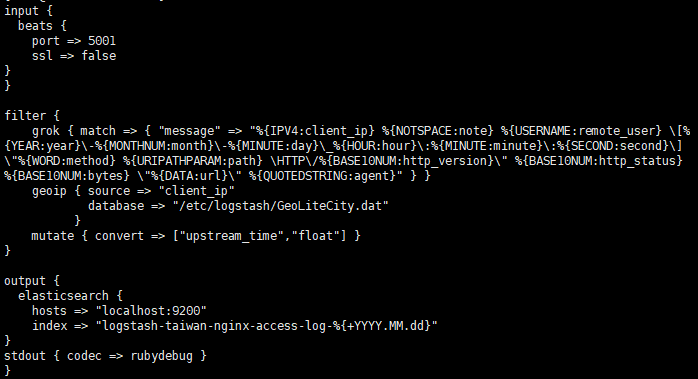 input {
  beats {
    port => 5001
    ssl => false
}
}
filter {
    grok { match => { "message" => "%{IPV4:client_ip} %{NOTSPACE:note} %{USERNAME:remote_user} \[%
{YEAR:year}\-%{MONTHNUM:month}\-%{MINUTE:day}\_%{HOUR:hour}\:%{MINUTE:minute}\:%{SECOND:second}\]
\"%{WORD:method} %{URIPATHPARAM:path} \HTTP\/%{BASE10NUM:http_version}\" %{BASE10NUM:http_status}
%{BASE10NUM:bytes} \"%{DATA:url}\" %{QUOTEDSTRING:agent}" } }
    geoip { source => "client_ip"
            database => "/etc/logstash/GeoLiteCity.dat"
          }
    mutate { convert => ["upstream_time","float"] }
}
output {
  elasticsearch {
    hosts => "localhost:9200"
    index => "logstash-taiwan-nginx-access-log-%{+YYYY.MM.dd}"
}
stdout { codec => rubydebug }
}